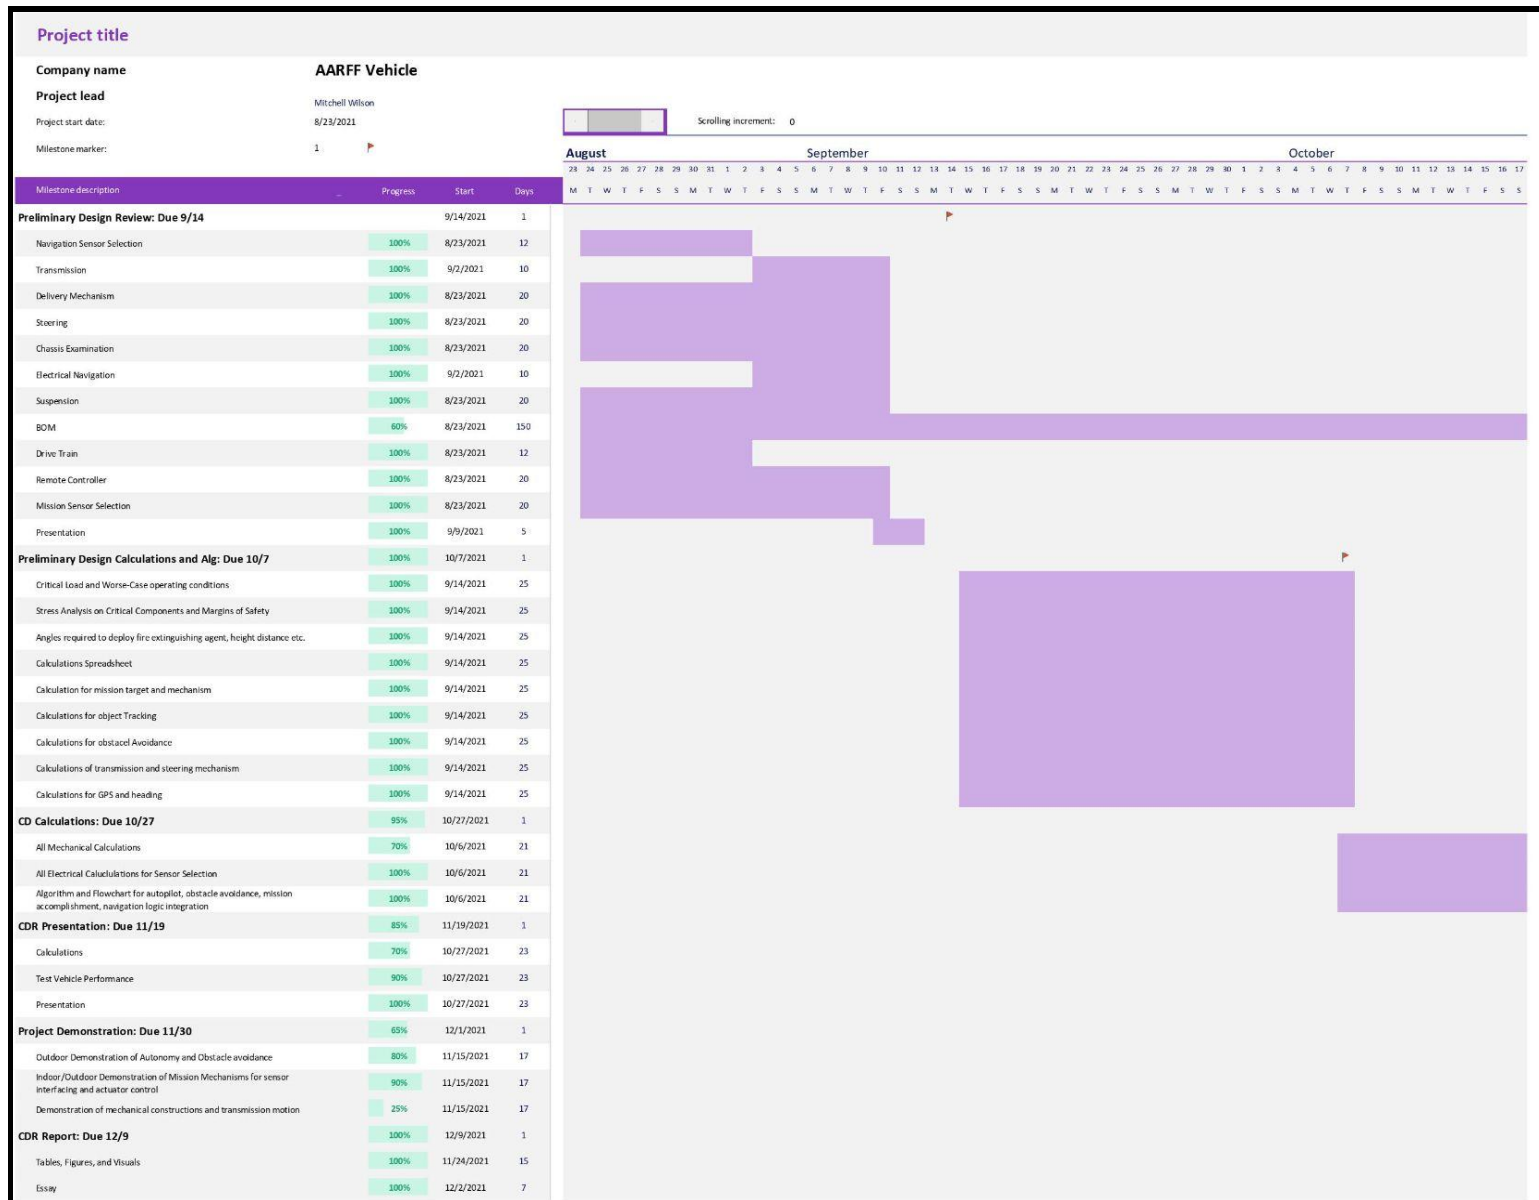 Project title
Company name AARFF Vehicle
Project lead Mitchell Wilson
Project start date: 8/23/2021 Scrolling increment: 0
Milestone marker: 1
August September October
23 24 25 26 27 28 29 30 31 1 2 3 4 5 6 7 8 9 10 11 12 13 14 15 16 17 18 19 20 21 22 23 24 25 26 27 28 29 30 1 2 3 4 5 6 7 8 9 10 11 12 13 14 15 16 17
Milestone description Progress Start Days M T W T F S S M T W T F S S M T W T F S S M T W T F S S M T W T F S S M T W T F S S M T W T F S S M T W T F S S
Preliminary Design Review: Due 9/14 9/14/2021 1
Navigation Sensor Selection 100% 8/23/2021 12
Transmission 100% 9/2/2021 10
Delivery Mechanism 100% 8/23/2021 20
Steering 100% 8/23/2021 20
Chassis Examination 100% 8/23/2021 20
Electrical Navigation 100% 9/2/2021 10
Suspension 100% 8/23/2021 20
BOM 60% 8/23/2021 150
Drive Train 100% 8/23/2021 12
Remote Controller 100% 8/23/2021 20
Mission Sensor Selection 100% 8/23/2021 20
Presentation 100% 9/9/2021 5
Preliminary Design Calculations and Alg: Due 10/7 100% 10/7/2021 1
Critical Load and Worse-Case operating conditions 100% 9/14/2021 25
Stress Analysis on Critical Components and Margins of Safety 100% 9/14/2021 25
Angles required to deploy fire extinguishing agent, height distance etc. 100% 9/14/2021 25
Calculations Spreadsheet 100% 9/14/2021 25
Calculation for mission target and mechanism 100% 9/14/2021 25
Calculations for object Tracking 100% 9/14/2021 25
Calculations for obstacel Avoidance 100% 9/14/2021 25
Calculations of transmission and steering mechanism 100% 9/14/2021 25
Calculations for GPS and heading 100% 9/14/2021 25
CD Calculations: Due 10/27 95% 10/27/2021 1
All Mechanical Calculations 70% 10/6/2021 21
All Electrical Caluclulations for Sensor Selection 100% 10/6/2021 21
Algorithm and Flowchart for autopilot, obstacle avoidance, mission
accomplishment, navigation logic integration 100% 10/6/2021 21
CDR Presentation: Due 11/19 85% 11/19/2021 1
Calculations 70% 10/27/2021 23
Test Vehicle Performance 90% 10/27/2021 23
Presentation 100% 10/27/2021 23
Project Demonstration: Due 11/30 65% 12/1/2021 1
Outdoor Demonstration of Autonomy and Obstacle avoidance 80% 11/15/2021 17
Indoor/Outdoor Demonstration of Mission Mechanisms for sensor
interfacing and actuator control 90% 11/15/2021 17
Demonstration of mechanical constructions and transmission motion 25% 11/15/2021 17
CDR Report: Due 12/9 100% 12/9/2021 1
Tables, Figures, and Visuals 100% 11/24/2021 15
Essay 100% 12/2/2021 7